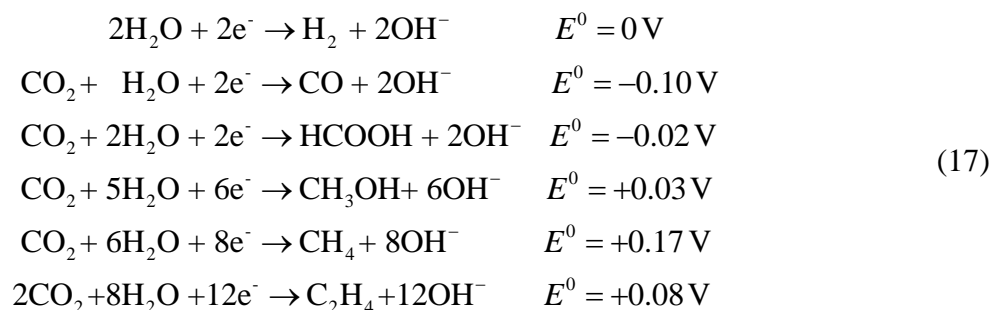 2H₂O + 2e⁻ → H₂ + 2OH⁻ E⁰ = 0 V
CO₂ + H₂O + 2e⁻ → CO + 2OH⁻ E⁰ = −0.10 V
CO₂ + 2H₂O + 2e⁻ → HCOOH + 2OH⁻ E⁰ = −0.02 V
(17)
CO₂ + 5H₂O + 6e⁻ → CH₃OH + 6OH⁻ E⁰ = +0.03 V
CO₂ + 6H₂O + 8e⁻ → CH₄ + 8OH⁻ E⁰ = +0.17 V
2CO₂ +8H₂O +12e⁻ → C₂H₄ +12OH⁻ E⁰ = +0.08 V